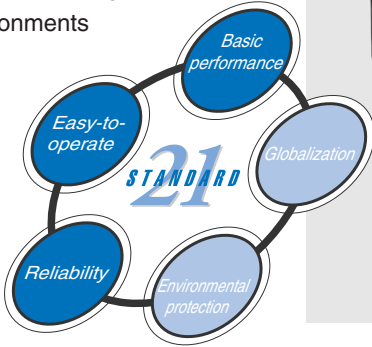 onments
Basic
performance
Easy-to-
operate
Globalization
21
STANDARD
Reliability
Environmental
protection